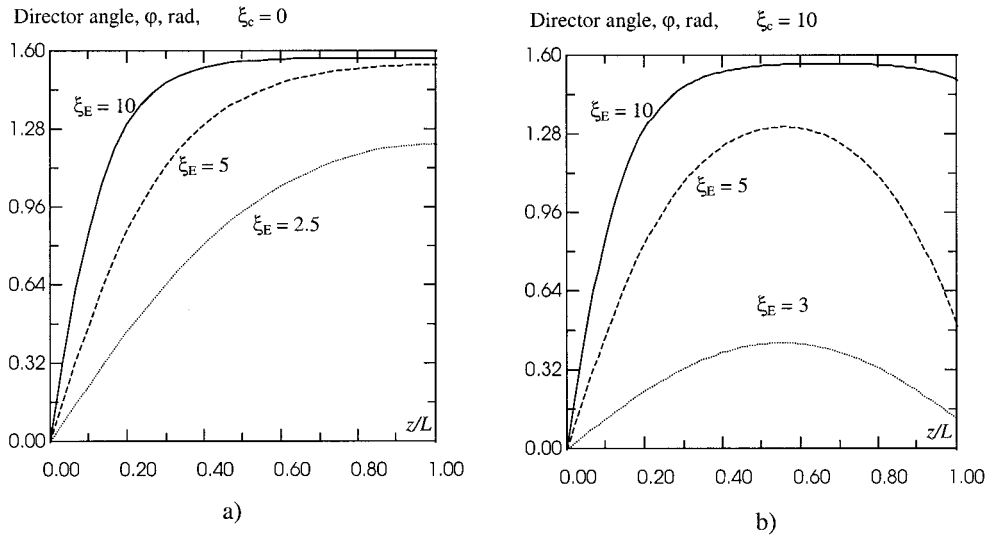 Director angle, φ, rad, ξc = 0
1.60
1.28
0.96
0.64
0.32
0.00
ξE = 10
ξE = 5
ξE = 2.5
z/L
0.00 0.20 0.40 0.60 0.80 1.00
a)
Director angle, φ, rad, ξc = 10
1.60
1.28
0.96
0.64
0.32
0.00
ξE = 10
ξE = 5
ξE = 3
z/L
0.00 0.20 0.40 0.60 0.80 1.00
b)